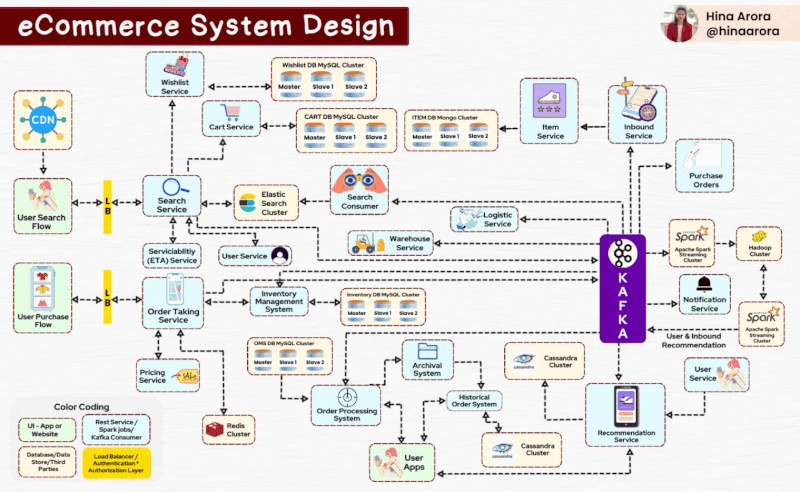 eCommerce System Design
Hina Arora
@hinaarora
Wishlist
Service
Wishlist DB MySQL Cluster
Master
Slave 1
Slave 2
CDN
Cart Service
CART DB MySQL Cluster
Master
Slave 1
Slave 2
ITEM DB Mongo Cluster
Master
Slave 1
Slave 2
Item
Service
Inbound
Service
Purchase
Orders
User Search
Flow
L
B
Search
Service
Elastic
Search
Cluster
Search
Consumer
Logistic
Service
Warehouse
Service
Serviciablitiy
(ETA) Service
User Service
KAFKA
Spark
Apache Spark
Streaming
Cluster
Hadoop
Cluster
User Purchase
Flow
L
B
Order Taking
Service
Inventory
Management
System
Inventory DB MySQL Cluster
Master
Slave 1
Slave 2
Notification
Service
Spark
Apache Spark
Streaming
Cluster
User & Inbound
Recommendation
OMS DB MySQL Cluster
Master
Slave 1
Slave 2
Archival
System
Cassandra
Cluster
cassandra
User
Service
Pricing
Service
SALE
Order Processing
System
Historical
Order System
Recommendation
Service
Redis
Cluster
User
Apps
cassandra
Cassandra
Cluster
Color Coding
UI - App or
Website
Rest Service /
Spark jobs/
Kafka Consumer
Database/Data
Store/Third
Parties
Load Balancer /
Authentication *
Authorization Layer